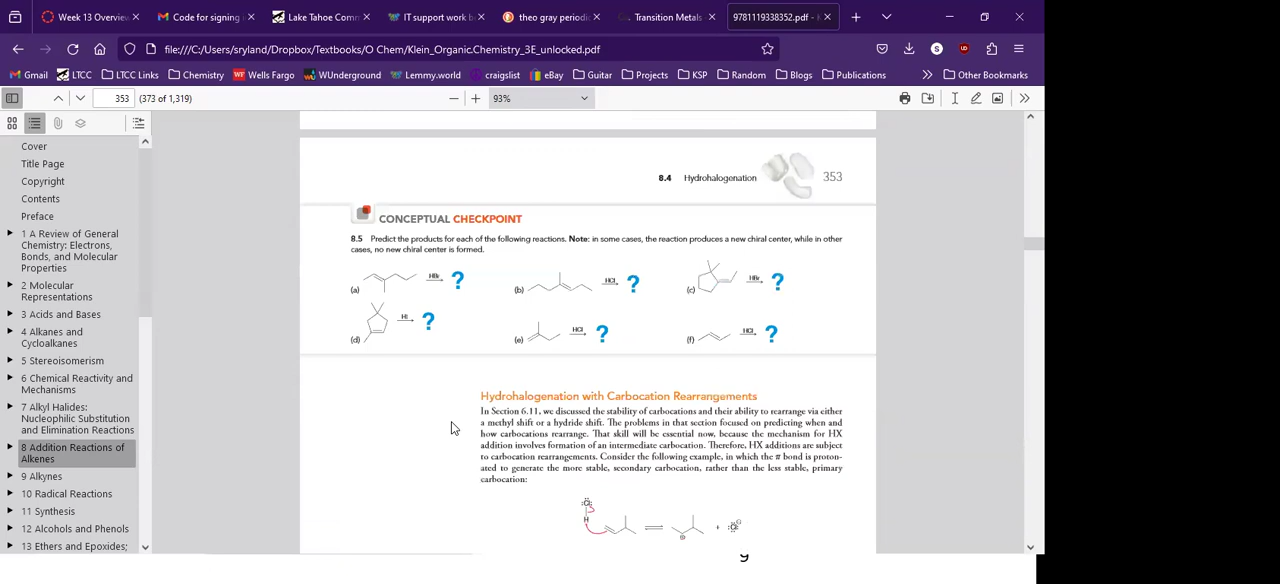 Week 13 Overview
Code for signing
Lake Tahoe Com
IT support work b
theo gray period
Transition Metals
9781119338352.pdf -
file:///C:/Users/sryland/Dropbox/Textbooks/O Chem/Klein_Organic.Chemistry_3E_unlocked.pdf
Gmail LTCC LTCC Links Chemistry Wells Fargo WUnderground Lemmy.world craigslist eBay Guitar Projects KSP Random Blogs Publications Other Bookmarks
353 (373 of 1,319) 93%
Cover
Title Page
Copyright
Contents
Preface
1 A Review of General
Chemistry: Electrons,
Bonds, and Molecular
Properties
2 Molecular
Representations
3 Acids and Bases
4 Alkanes and
Cycloalkanes
5 Stereoisomerism
6 Chemical Reactivity and
Mechanisms
7 Alkyl Halides:
Nucleophilic Substitution
and Elimination Reactions
8 Addition Reactions of
Alkenes
9 Alkynes
10 Radical Reactions
11 Synthesis
12 Alcohols and Phenols
13 Ethers and Epoxides;
8.4 Hydrohalogenation 353
CONCEPTUAL CHECKPOINT
8.5 Predict the products for each of the following reactions. Note: in some cases, the reaction produces a new chiral center, while in other
cases, no new chiral center is formed.
(a) HBr ? (b) HCl ? (c) HBr ?
(d) HI ? (e) HCl ? (f) HCl ?
Hydrohalogenation with Carbocation Rearrangements
In Section 6.11, we discussed the stability of carbocations and their ability to rearrange via either
a methyl shift or a hydride shift. The problems in that section focused on predicting when and
how carbocations rearrange. That skill will be essential now, because the mechanism for HX
addition involves formation of an intermediate carbocation. Therefore, HX additions are subject
to carbocation rearrangements. Consider the following example, in which the π bond is proton-
ated to generate the more stable, secondary carbocation, rather than the less stable, primary
carbocation:
:Cl:
H
+ :Cl: